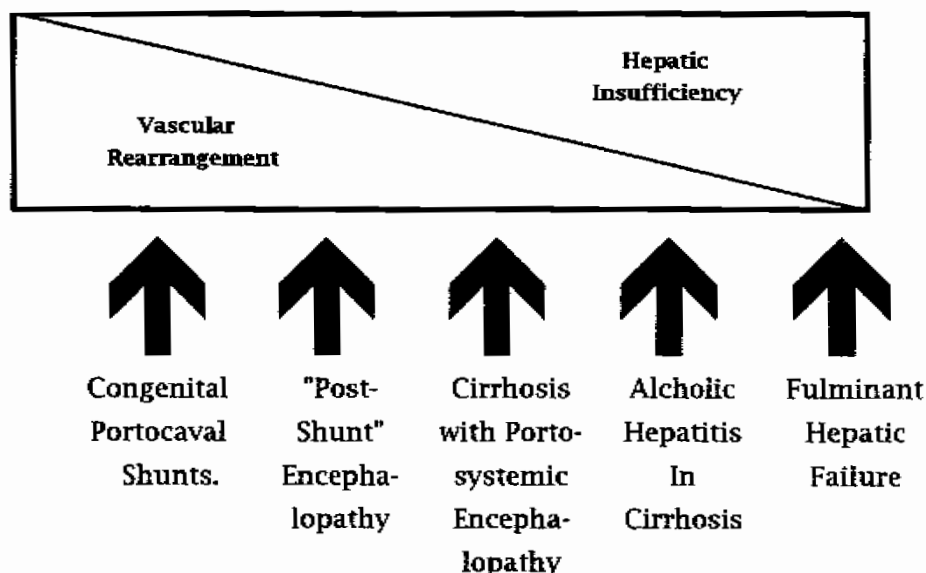 Hepatic
Insufficiency
Vascular
Rearrangement
Congenital
Portocaval
Shunts.
"Post-
Shunt"
Encepha-
lopathy
Cirrhosis
with Porto-
systemic
Encepha-
lopathy
Alcholic
Hepatitis
In
Cirrhosis
Fulminant
Hepatic
Failure